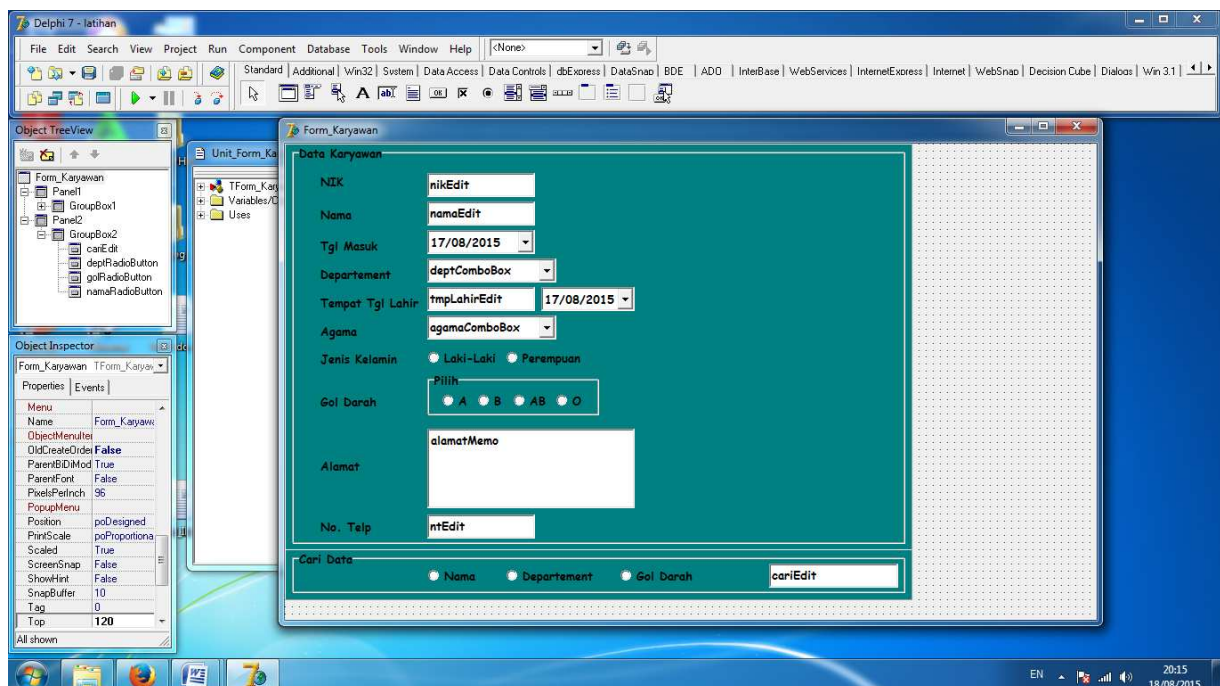 Delphi 7 - latihan
File Edit Search View Project Run Component Database Tools Window Help <None>
Standard Additional Win32 System Data Access Data Controls dbExpress DataSnap BDE ADO InterBase WebServices InternetExpress Internet WebSnap Decision Cube Dialogs Win 3.1
Object TreeView
Form_Karyawan
Panel1
GroupBox1
Panel2
GroupBox2
cariEdit
deptRadioButton
golRadioButton
namaRadioButton
Unit_Form_Ka
TForm_Kary
Variables/C
Uses
Object Inspector
Form_Karyawan TForm_Karyaw
Properties Events
Menu
Name Form_Karyawa
ObjectMenuItem
OldCreateOrder False
ParentBiDiMod True
ParentFont False
PixelsPerInch 96
PopupMenu
Position poDesigned
PrintScale poProportiona
Scaled True
ScreenSnap False
ShowHint False
SnapBuffer 10
Tag 0
Top 120
All shown
Form_Karyawan
Data Karyawan
NIK nikEdit
Nama namaEdit
Tgl Masuk 17/08/2015
Departement deptComboBox
Tempat Tgl Lahir tmpLahirEdit 17/08/2015
Agama agamaComboBox
Jenis Kelamin Laki-Laki Perempuan
Pilih
Gol Darah A B AB O
alamatMemo
Alamat
No. Telp ntEdit
Cari Data
Nama Departement Gol Darah cariEdit
EN 20:15
18/08/2015